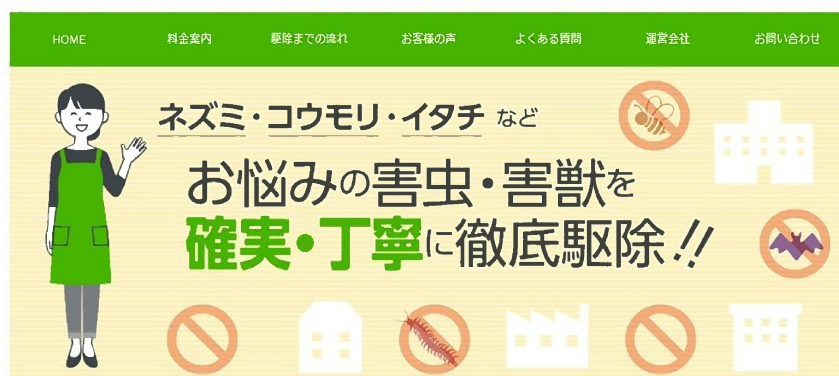 HOME 料金案内 駆除までの流れ お客様の声 よくある質問 運営会社 お問い合わせ
ネズミ・コウモリ・イタチ など
お悩みの害虫・害獣を
確実・丁寧に徹底駆除!!